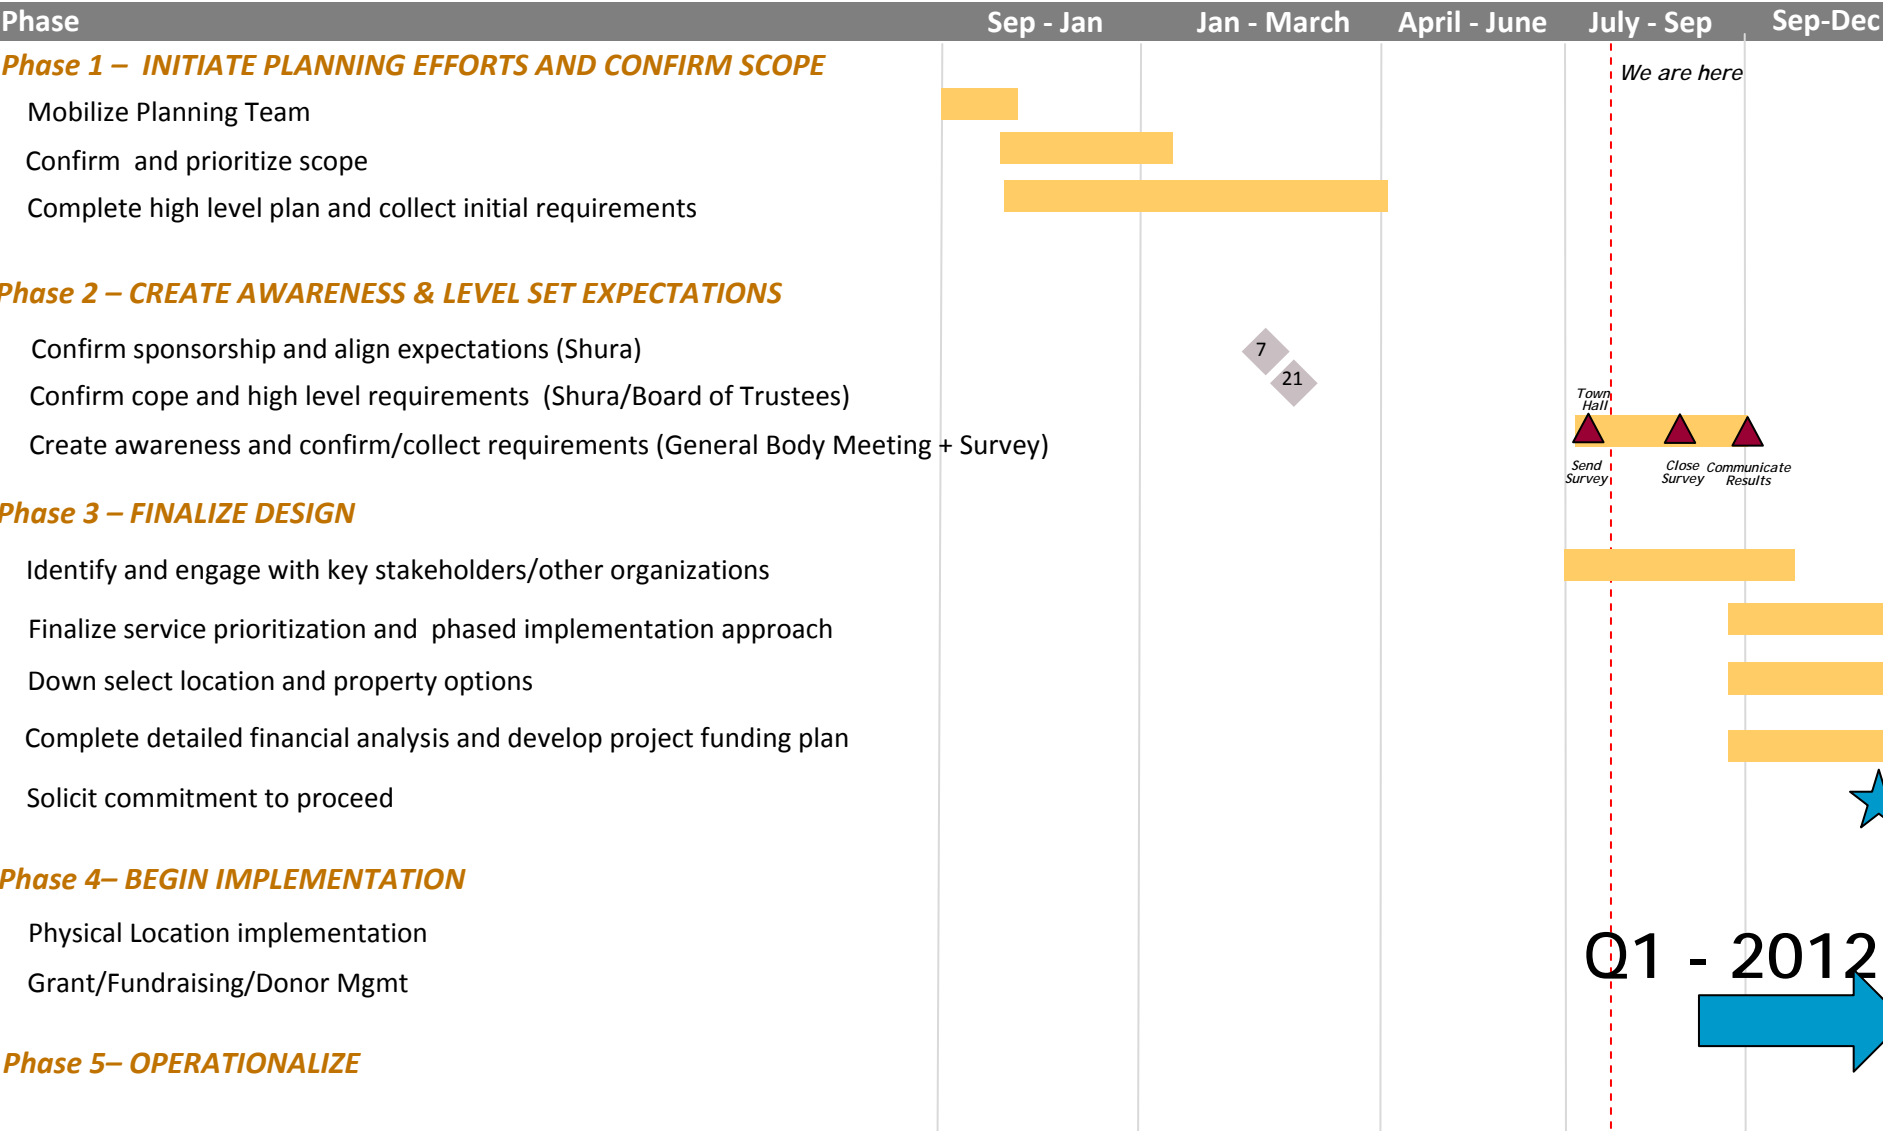 Phase Sep - Jan Jan - March April - June July - Sep Sep-Dec
Phase 1 – INITIATE PLANNING EFFORTS AND CONFIRM SCOPE
We are here
Mobilize Planning Team
Confirm and prioritize scope
Complete high level plan and collect initial requirements
Phase 2 – CREATE AWARENESS & LEVEL SET EXPECTATIONS
Confirm sponsorship and align expectations (Shura)
7
Confirm cope and high level requirements (Shura/Board of Trustees)
21
Town
Hall
Create awareness and confirm/collect requirements (General Body Meeting + Survey)
Send
Survey
Close
Survey
Communicate
Results
Phase 3 – FINALIZE DESIGN
Identify and engage with key stakeholders/other organizations
Finalize service prioritization and phased implementation approach
Down select location and property options
Complete detailed financial analysis and develop project funding plan
Solicit commitment to proceed
Phase 4– BEGIN IMPLEMENTATION
Physical Location implementation
Q1 - 2012
Grant/Fundraising/Donor Mgmt
Phase 5– OPERATIONALIZE